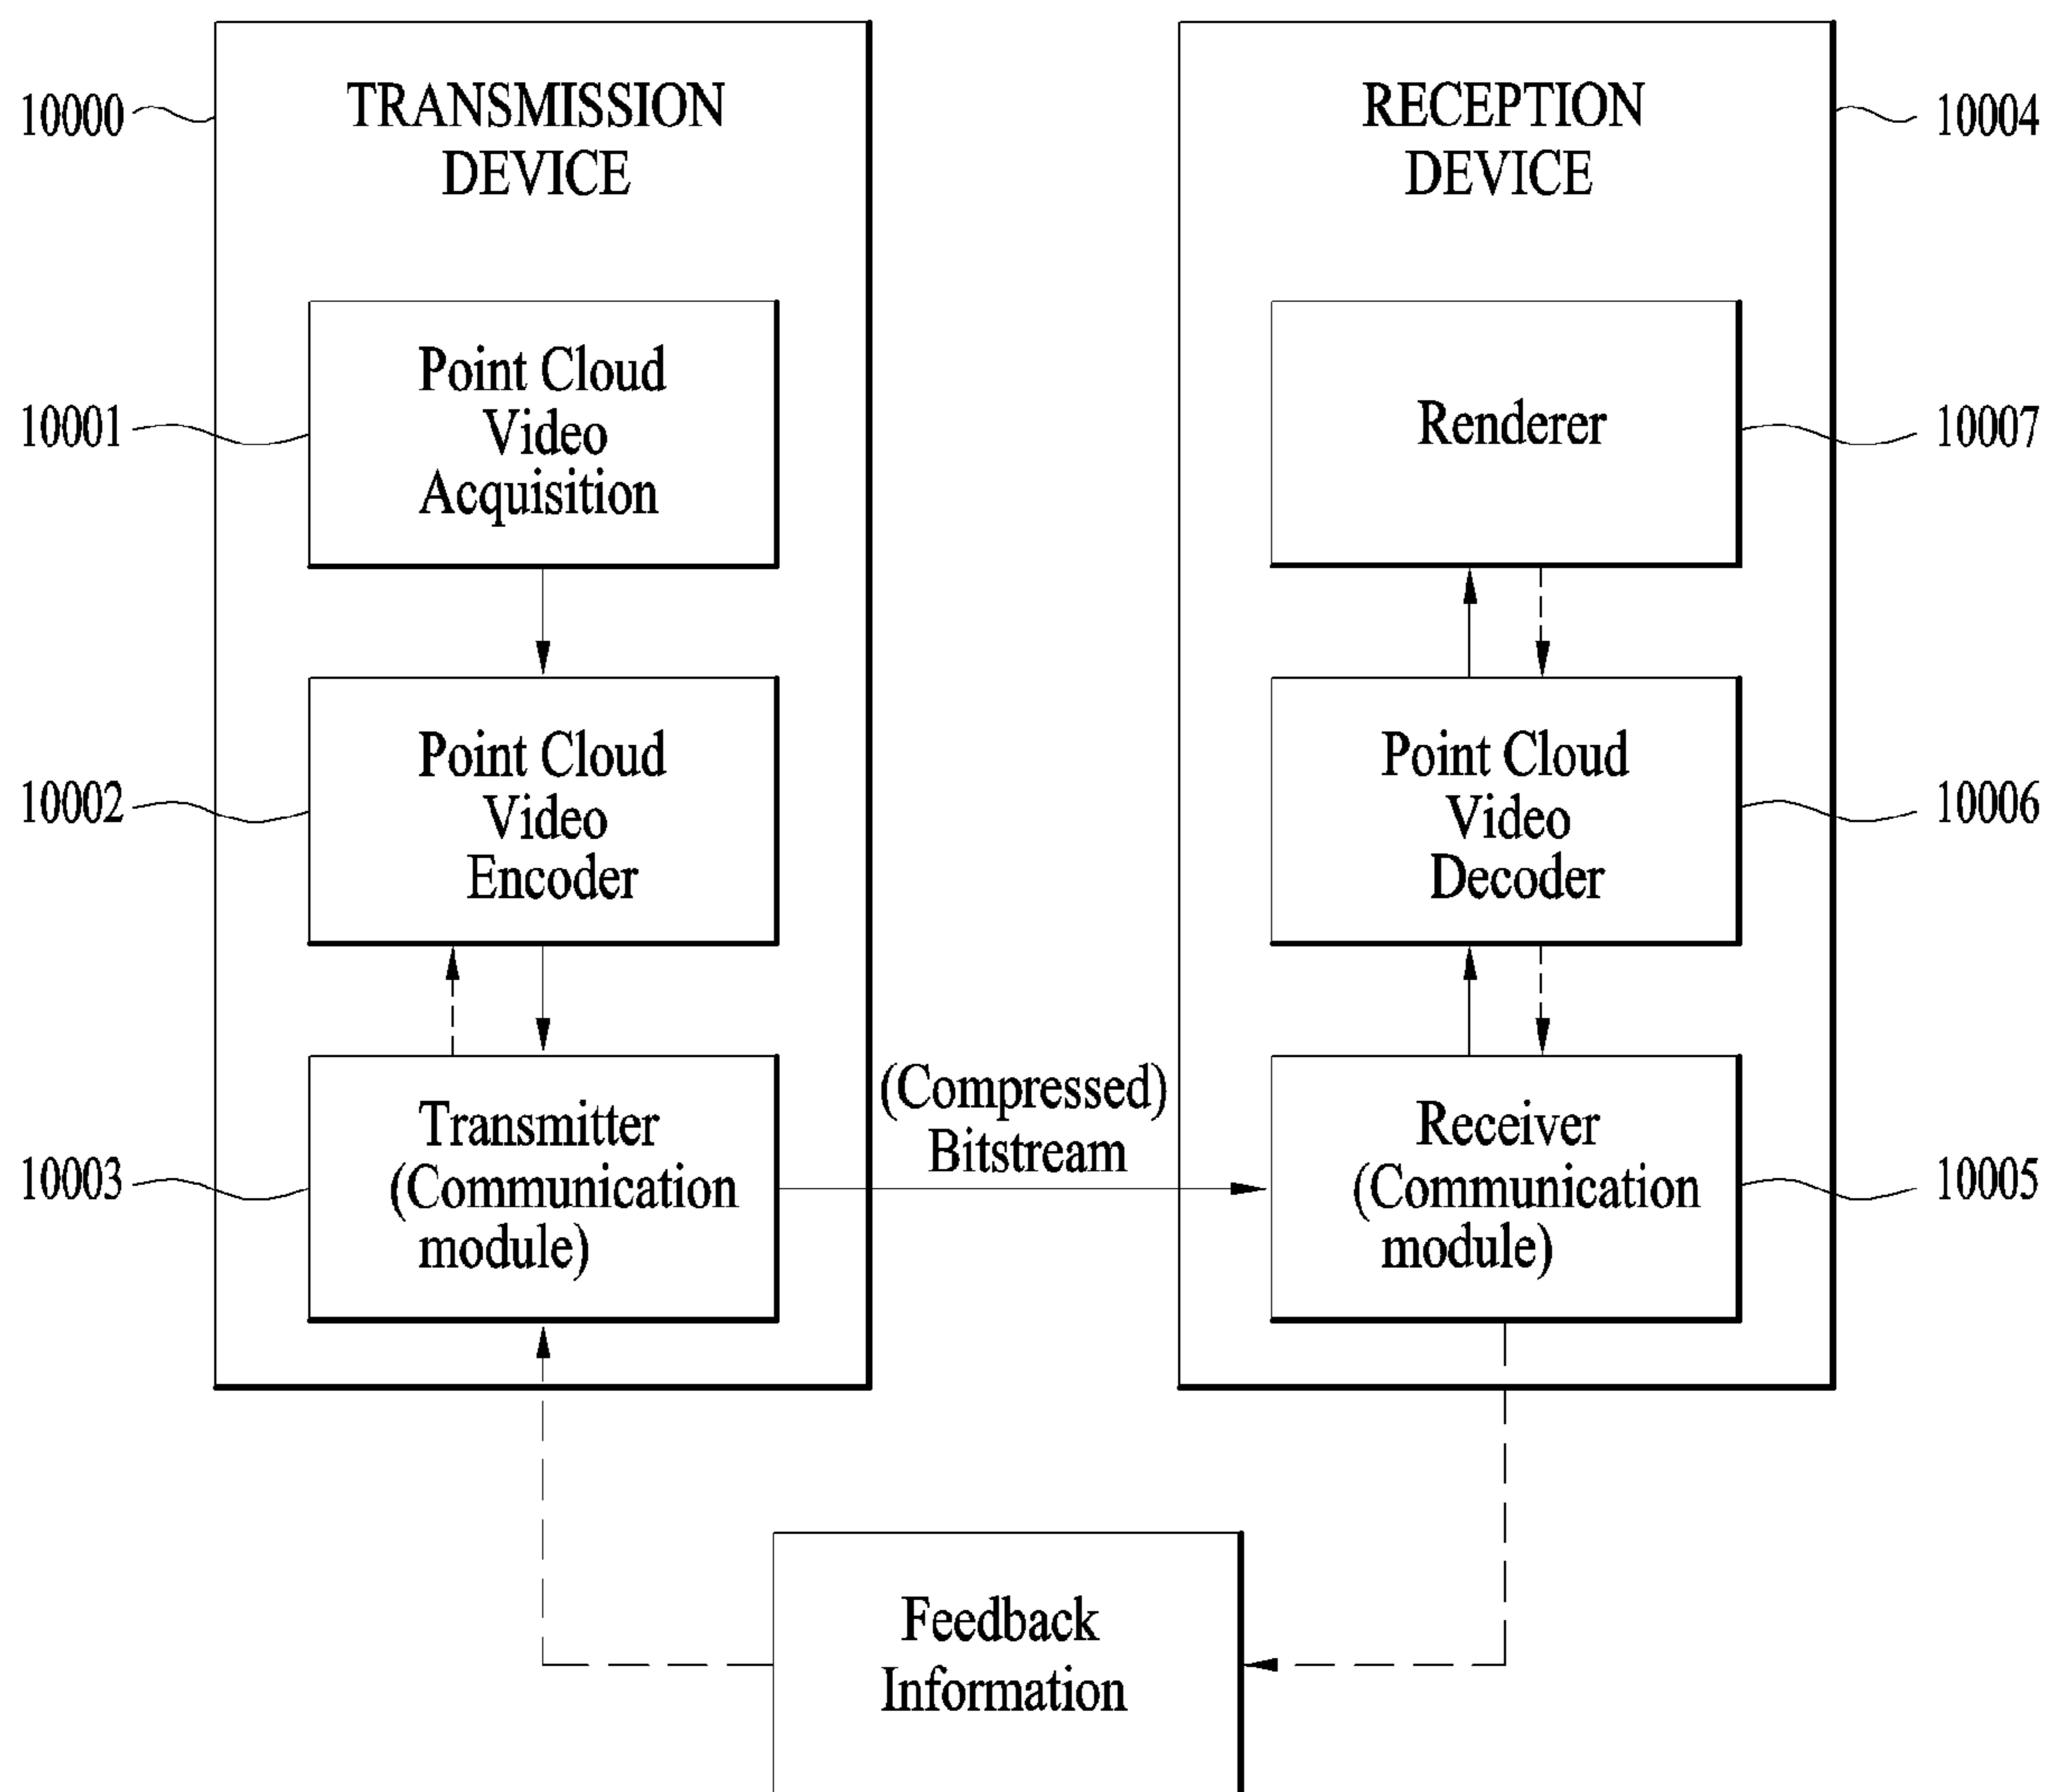 10000
TRANSMISSION
DEVICE
10001
Point Cloud
Video
Acquisition
10002
Point Cloud
Video
Encoder
10003
Transmitter
(Communication
module)
(Compressed)
Bitstream
RECEPTION
DEVICE
10004
Renderer
10007
Point Cloud
Video
Decoder
10006
Receiver
(Communication
module)
10005
Feedback
Information